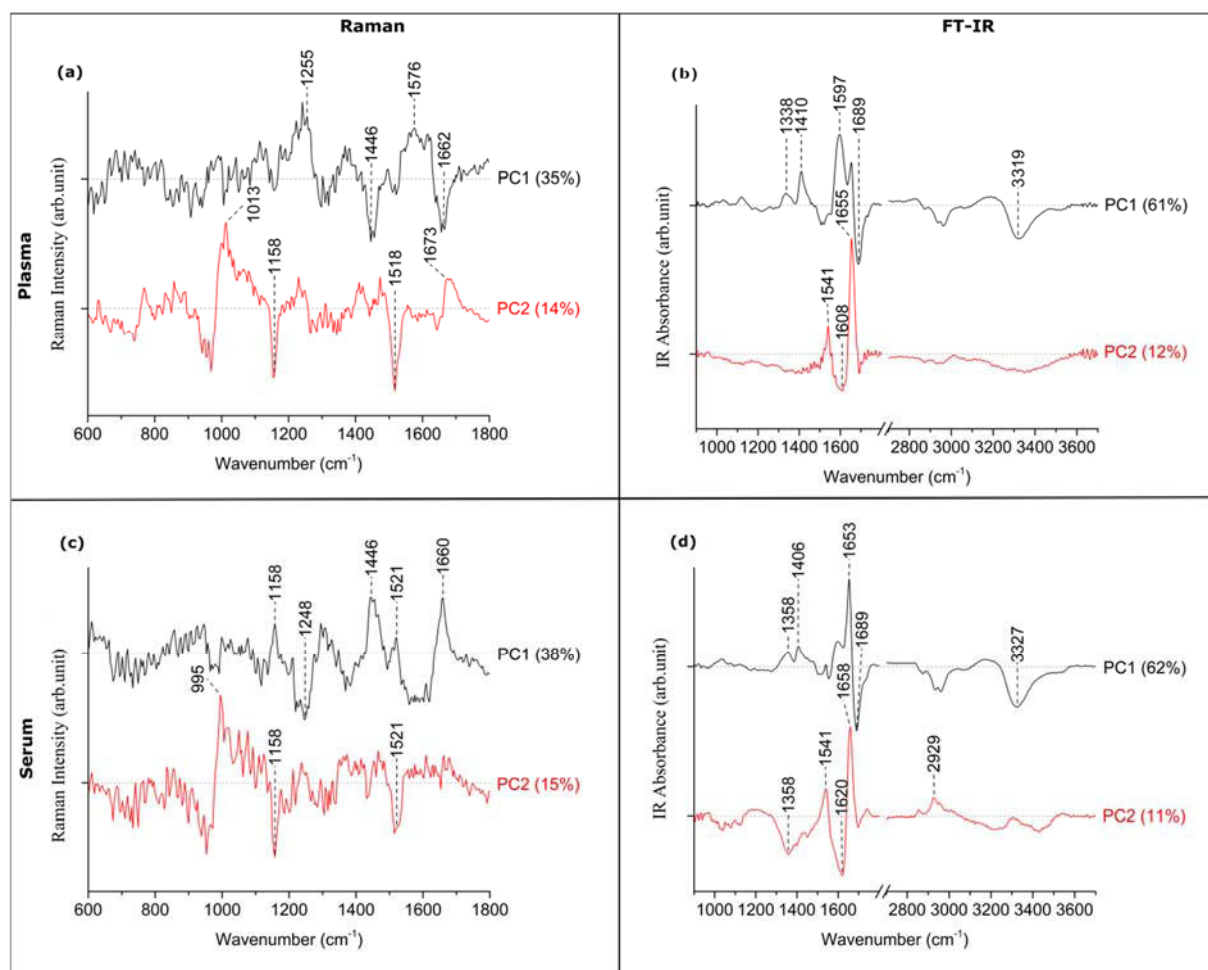 Raman
FT-IR
Plasma
Serum
(a)
Raman Intensity (arb.unit)
1255
1576
1446
1662
PC1 (35%)
1013
1158
1518
1673
PC2 (14%)
600 800 1000 1200 1400 1600 1800
Wavenumber (cm-1)
(b)
IR Absorbance (arb.unit)
1338
1410
1597
1689
3319
PC1 (61%)
1655
1541
1608
PC2 (12%)
1000 1200 1400 1600 2800 3000 3200 3400 3600
Wavenumber (cm-1)
(c)
Raman Intensity (arb.unit)
1158
1248
1446
1521
1660
PC1 (38%)
995
1158
1521
PC2 (15%)
600 800 1000 1200 1400 1600 1800
Wavenumber (cm-1)
(d)
IR Absorbance (arb.unit)
1358
1406
1653
1689
3327
PC1 (62%)
1658
1541
1358
1620
2929
PC2 (11%)
1000 1200 1400 1600 2800 3000 3200 3400 3600
Wavenumber (cm-1)